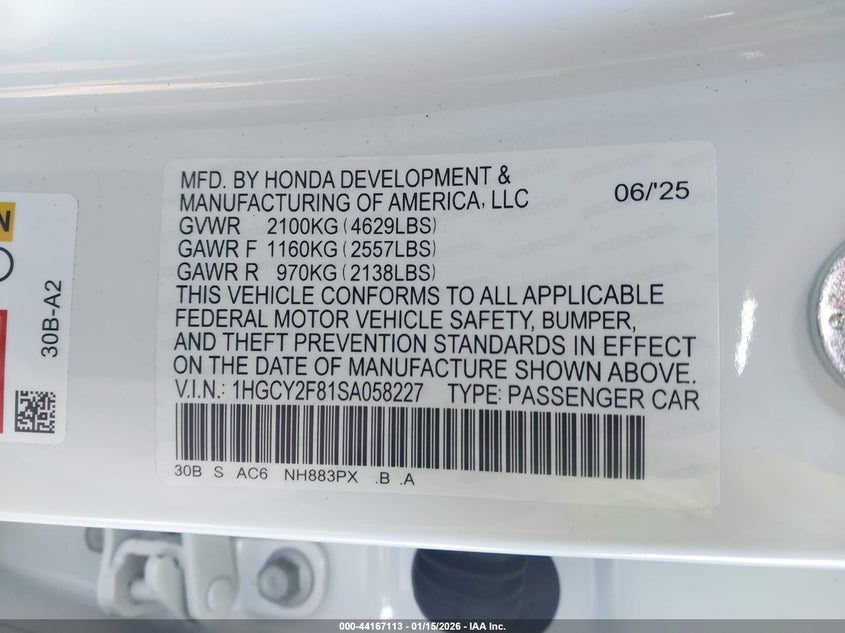 MFD. BY HONDA DEVELOPMENT &
MANUFACTURING OF AMERICA, LLC 06/'25
GVWR 2100KG (4629LBS)
GAWR F 1160KG (2557LBS)
GAWR R 970KG (2138LBS)
THIS VEHICLE CONFORMS TO ALL APPLICABLE
FEDERAL MOTOR VEHICLE SAFETY, BUMPER,
AND THEFT PREVENTION STANDARDS IN EFFECT
ON THE DATE OF MANUFACTURE SHOWN ABOVE.
V.I.N.: 1HGCY2F81SA058227 TYPE: PASSENGER CAR
30B S AC6 NH883PX .B .A
30B-A2
000-44167113 - 01/15/2026 - IAA Inc.